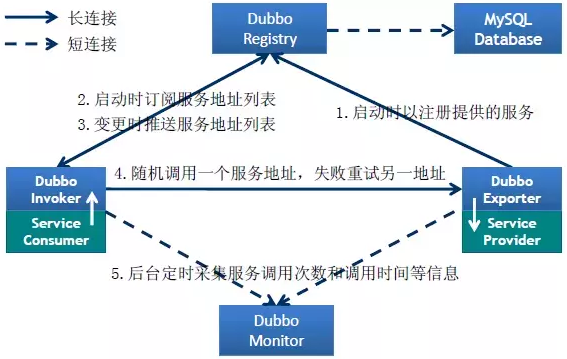 长连接
短连接
Dubbo
Registry
MySQL
Database
2.启动时订阅服务地址列表
3.变更时推送服务地址列表
1.启动时以注册提供的服务
4.随机调用一个服务地址，失败重试另一地址
Dubbo
Invoker
Service
Consumer
Dubbo
Exporter
Service
Provider
5.后台定时采集服务调用次数和调用时间等信息
Dubbo
Monitor